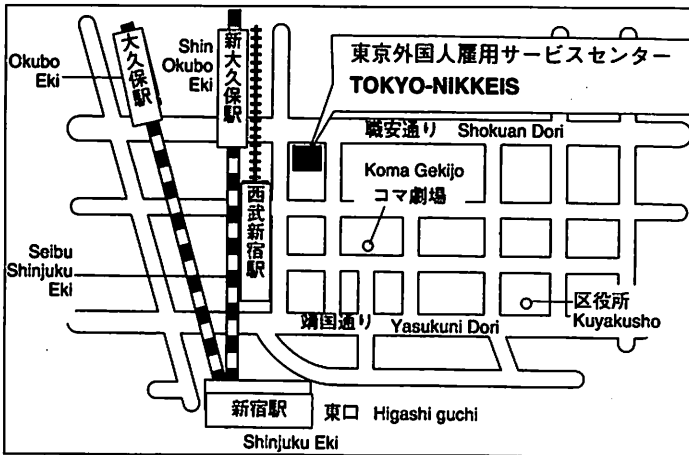 大久保駅
Okubo
Eki
Shin
Okubo
Eki
新大久保駅
東京外国人雇用サービスセンター
TOKYO-NIKKEIS
職安通り Shokuan Dori
Koma Gekijo
コマ劇場
西武新宿駅
Seibu
Shinjuku
Eki
区役所
Kuyakusho
靖国通り Yasukuni Dori
新宿駅
東口 Higashi guchi
Shinjuku Eki